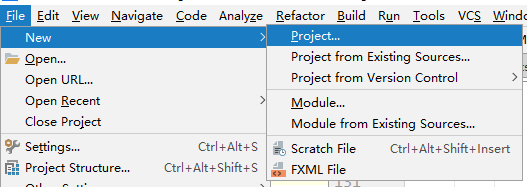 File Edit View Navigate Code Analyze Refactor Build Run Tools VCS Window
New
Open...
Open URL...
Open Recent
Close Project
Settings... Ctrl+Alt+S
Project Structure... Ctrl+Alt+Shift+S
Project...
Project from Existing Sources...
Project from Version Control
Module...
Module from Existing Sources...
Scratch File Ctrl+Alt+Shift+Insert
FXML File